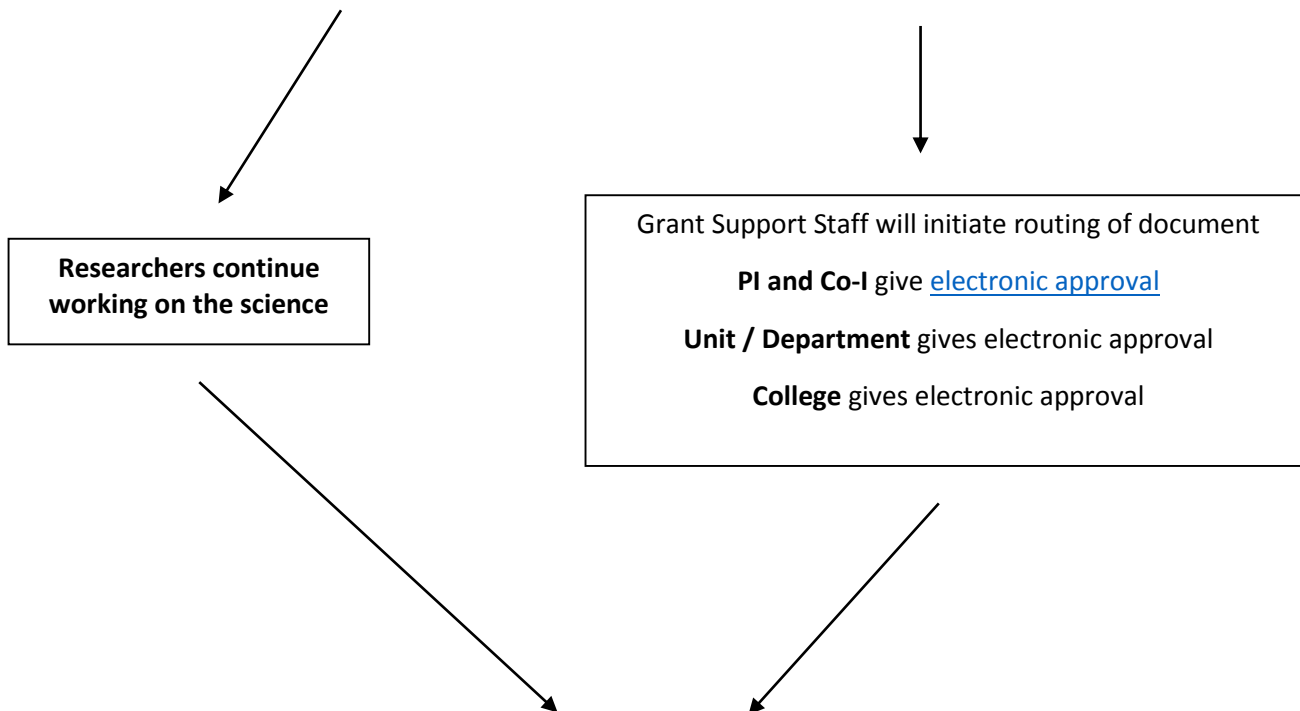 Researchers continue
working on the science
Grant Support Staff will initiate routing of document
PI and Co-I give electronic approval
Unit / Department gives electronic approval
College gives electronic approval